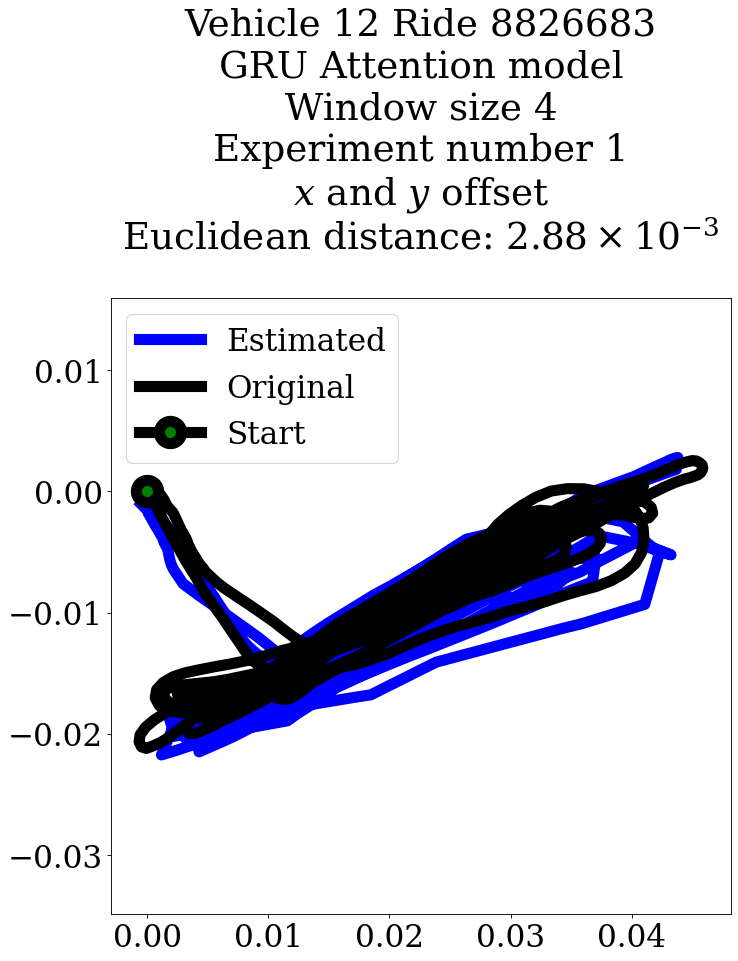 Vehicle 12 Ride 8826683
GRU Attention model
Window size 4
Experiment number 1
x and y offset
Euclidean distance: 2.88 × 10⁻³
Estimated
Original
Start
0.01
0.00
−0.01
−0.02
−0.03
0.00 0.01 0.02 0.03 0.04